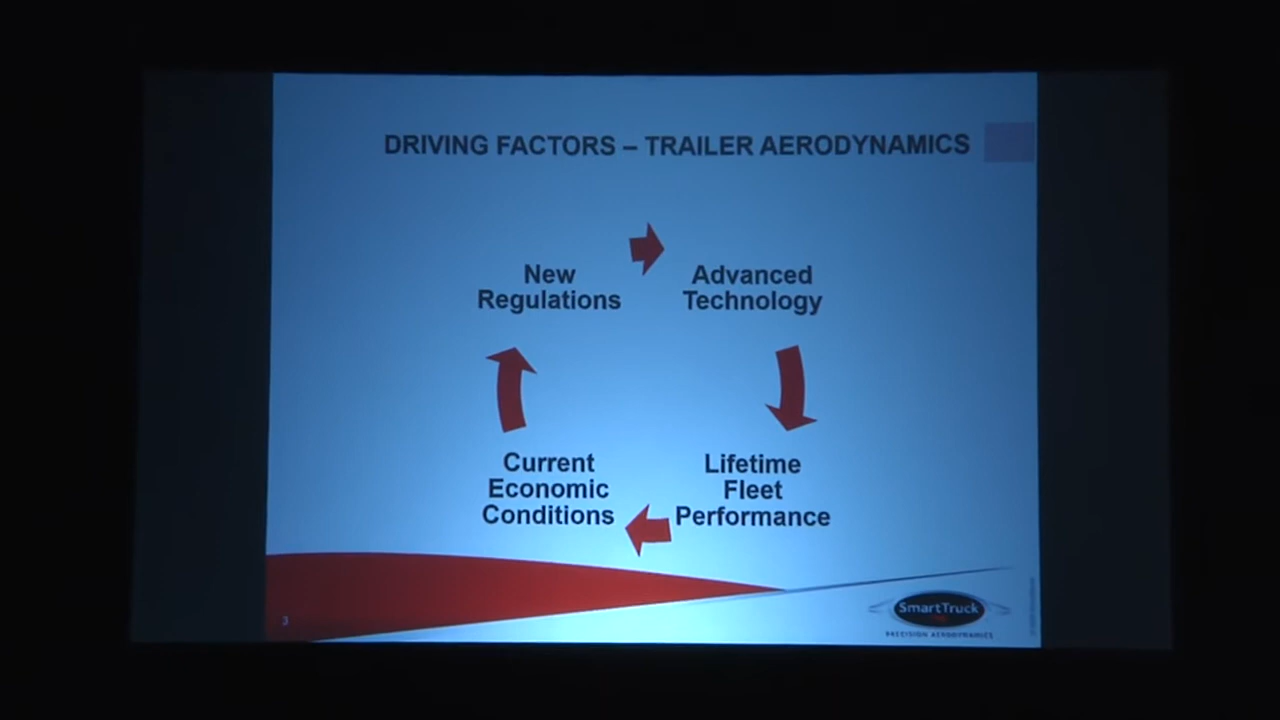 DRIVING FACTORS – TRAILER AERODYNAMICS
New
Regulations
Advanced
Technology
Current
Economic
Conditions
Lifetime
Fleet
Performance
3
SmartTruck
PRECISION AERODYNAMICS